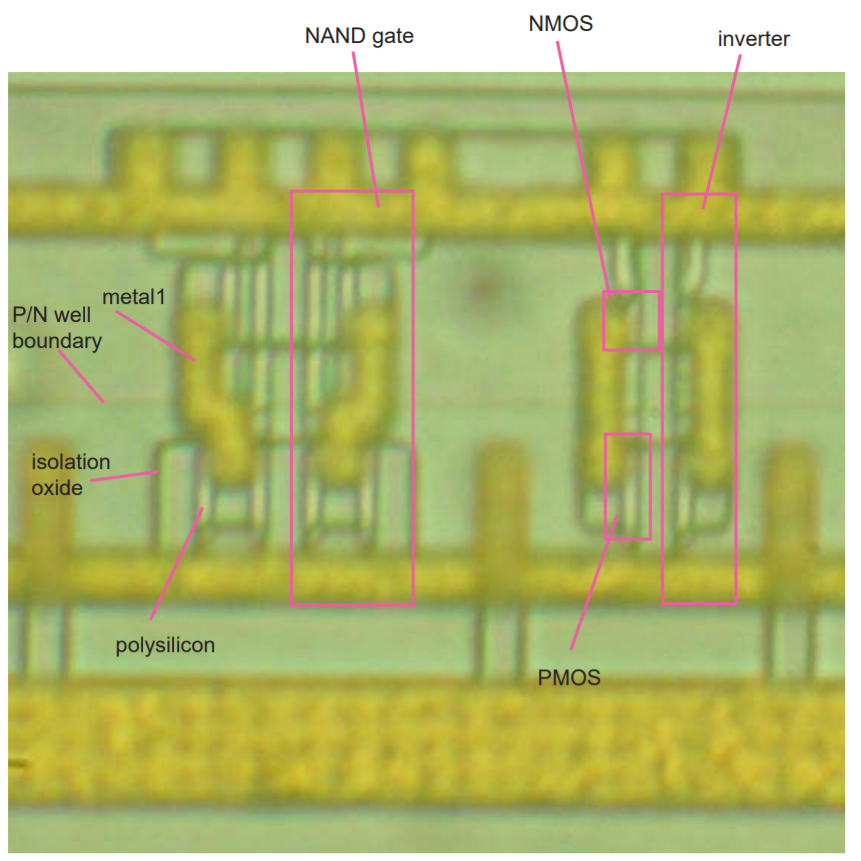 NMOS
NAND gate
inverter
metal1
P/N well
boundary
isolation
oxide
polysilicon
PMOS